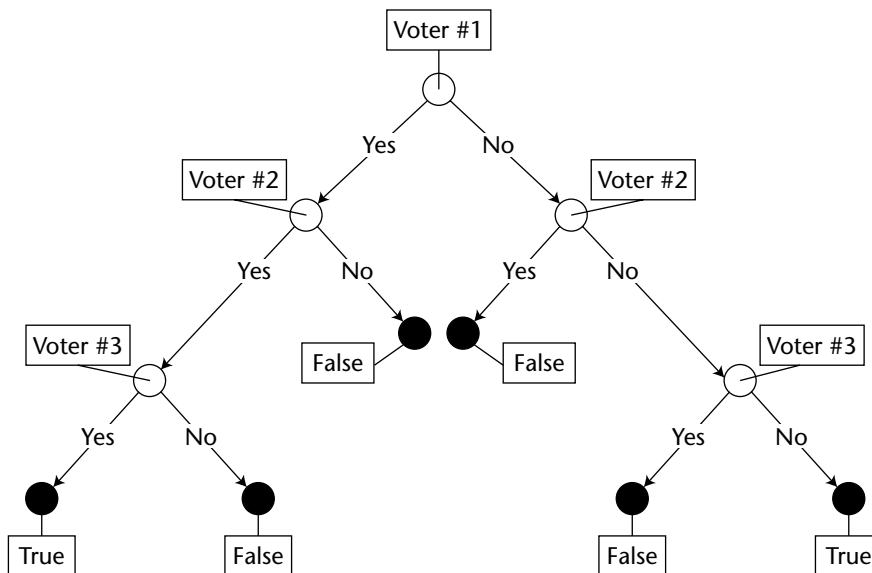 Voter #1
Yes
No
Voter #2
Voter #2
Yes
No
Yes
No
Voter #3
False
False
Voter #3
Yes
No
Yes
No
True
False
False
True